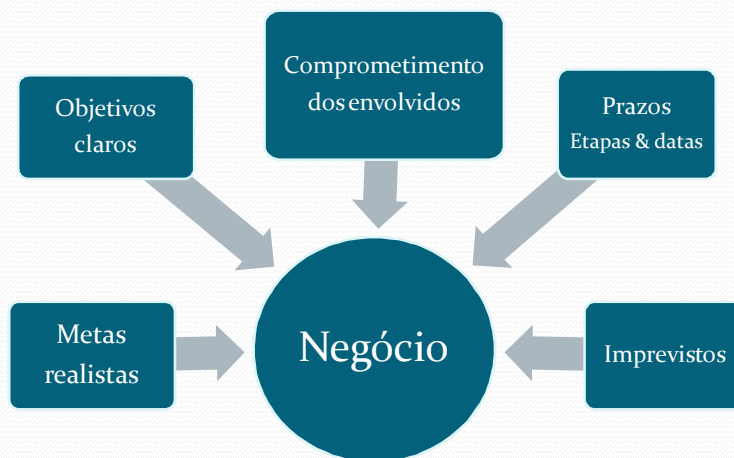 Comprometimento
dos envolvidos
Objetivos
claros
Prazos
Etapas & datas
Metas
realistas
Negócio
Imprevistos